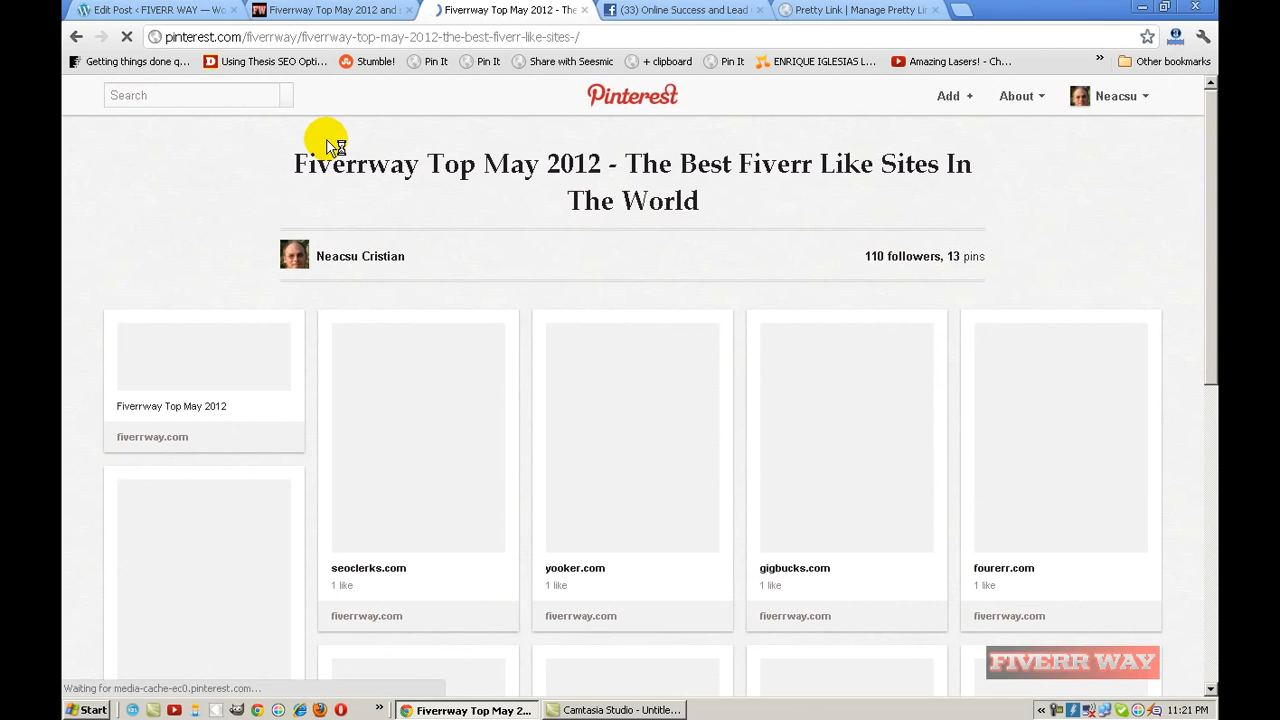 Edit Post ‹ FIVERR WAY — Wo
Fiverrway Top May 2012 and
Fiverrway Top May 2012 - The
(33) Online Success and Lead
Pretty Link | Manage Pretty Lin
pinterest.com/fiverrway/fiverrway-top-may-2012-the-best-fiverr-like-sites-/
Getting things done q...
Using Thesis SEO Opti...
Stumble!
Pin It
Pin It
Share with Seesmic
+ clipboard
Pin It
ENRIQUE IGLESIAS L...
Amazing Lasers! - Ch...
»
Other bookmarks
Search
Pinterest
Add +
About
Neacsu
Fiverrway Top May 2012 - The Best Fiverr Like Sites In
The World
Neacsu Cristian
110 followers, 13 pins
Fiverrway Top May 2012
fiverrway.com
seoclerks.com
1 like
fiverrway.com
yooker.com
1 like
fiverrway.com
gigbucks.com
1 like
fiverrway.com
fourerr.com
1 like
fiverrway.com
FIVERR WAY
Waiting for media-cache-ec0.pinterest.com...
Start
»
Fiverrway Top May 2...
Camtasia Studio - Untitle...
«
11:21 PM